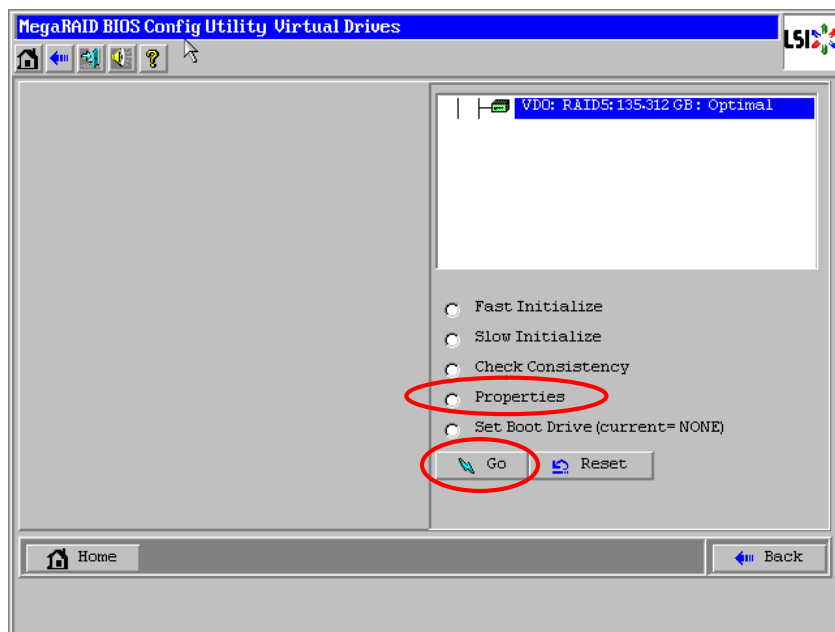 MegaRAID BIOS Config Utility Virtual Drives
LSI
VD0: RAID5: 135.312 GB: Optimal
Fast Initialize
Slow Initialize
Check Consistency
Properties
Set Boot Drive (current= NONE)
Go
Reset
Home
Back